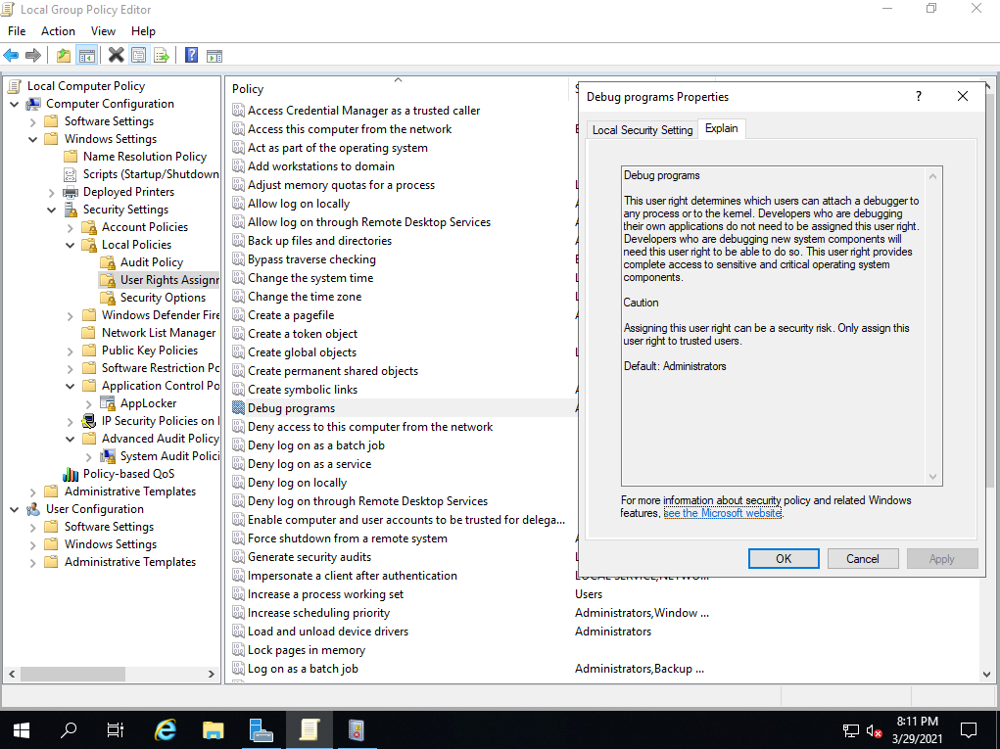 Local Group Policy Editor
File Action View Help
Local Computer Policy
Computer Configuration
Software Settings
Windows Settings
Name Resolution Policy
Scripts (Startup/Shutdown
Deployed Printers
Security Settings
Account Policies
Local Policies
Audit Policy
User Rights Assignr
Security Options
Windows Defender Fire
Network List Manager
Public Key Policies
Software Restriction Po
Application Control Po
AppLocker
IP Security Policies on
Advanced Audit Policy
System Audit Polici
Policy-based QoS
Administrative Templates
User Configuration
Software Settings
Windows Settings
Administrative Templates
Policy
Access Credential Manager as a trusted caller
Access this computer from the network
Act as part of the operating system
Add workstations to domain
Adjust memory quotas for a process
Allow log on locally
Allow log on through Remote Desktop Services
Back up files and directories
Bypass traverse checking
Change the system time
Change the time zone
Create a pagefile
Create a token object
Create global objects
Create permanent shared objects
Create symbolic links
Debug programs
Deny access to this computer from the network
Deny log on as a batch job
Deny log on as a service
Deny log on locally
Deny log on through Remote Desktop Services
Enable computer and user accounts to be trusted for delega...
Force shutdown from a remote system
Generate security audits
Impersonate a client after authentication
Increase a process working set Users
Increase scheduling priority Administrators,Window ...
Load and unload device drivers Administrators
Lock pages in memory
Log on as a batch job Administrators,Backup ...
Debug programs Properties
?
Local Security Setting Explain
Debug programs
This user right determines which users can attach a debugger to
any process or to the kernel. Developers who are debugging
their own applications do not need to be assigned this user right.
Developers who are debugging new system components will
need this user right to be able to do so. This user right provides
complete access to sensitive and critical operating system
components.
Caution
Assigning this user right can be a security risk. Only assign this
user right to trusted users.
Default: Administrators
For more information about security policy and related Windows
features, see the Microsoft website.
OK Cancel Apply
8:11 PM
3/29/2021